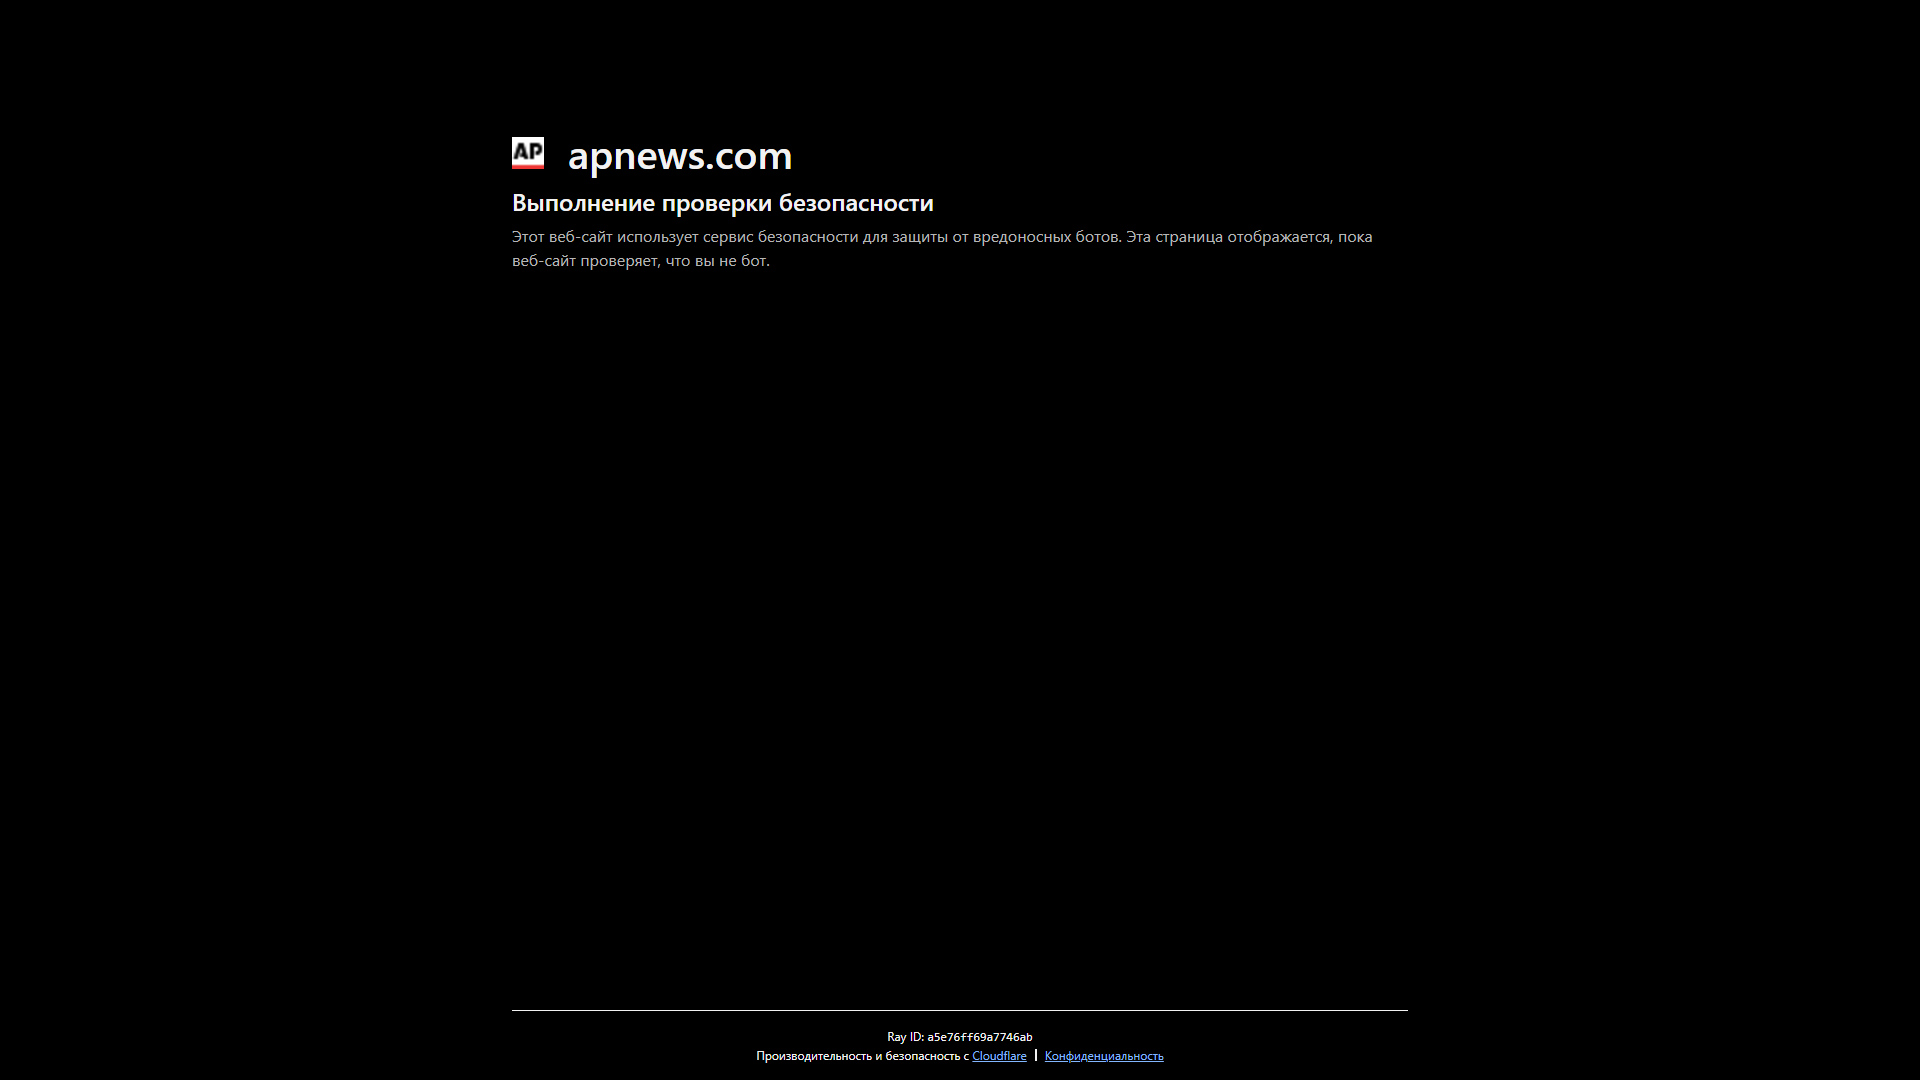 AP
apnews.com
Выполнение проверки безопасности
Этот веб-сайт использует сервис безопасности для защиты от вредоносных ботов. Эта страница отображается, пока
веб-сайт проверяет, что вы не бот.
Ray ID: a5e76ff69a7746ab
Производительность и безопасность с Cloudflare | Конфиденциальность